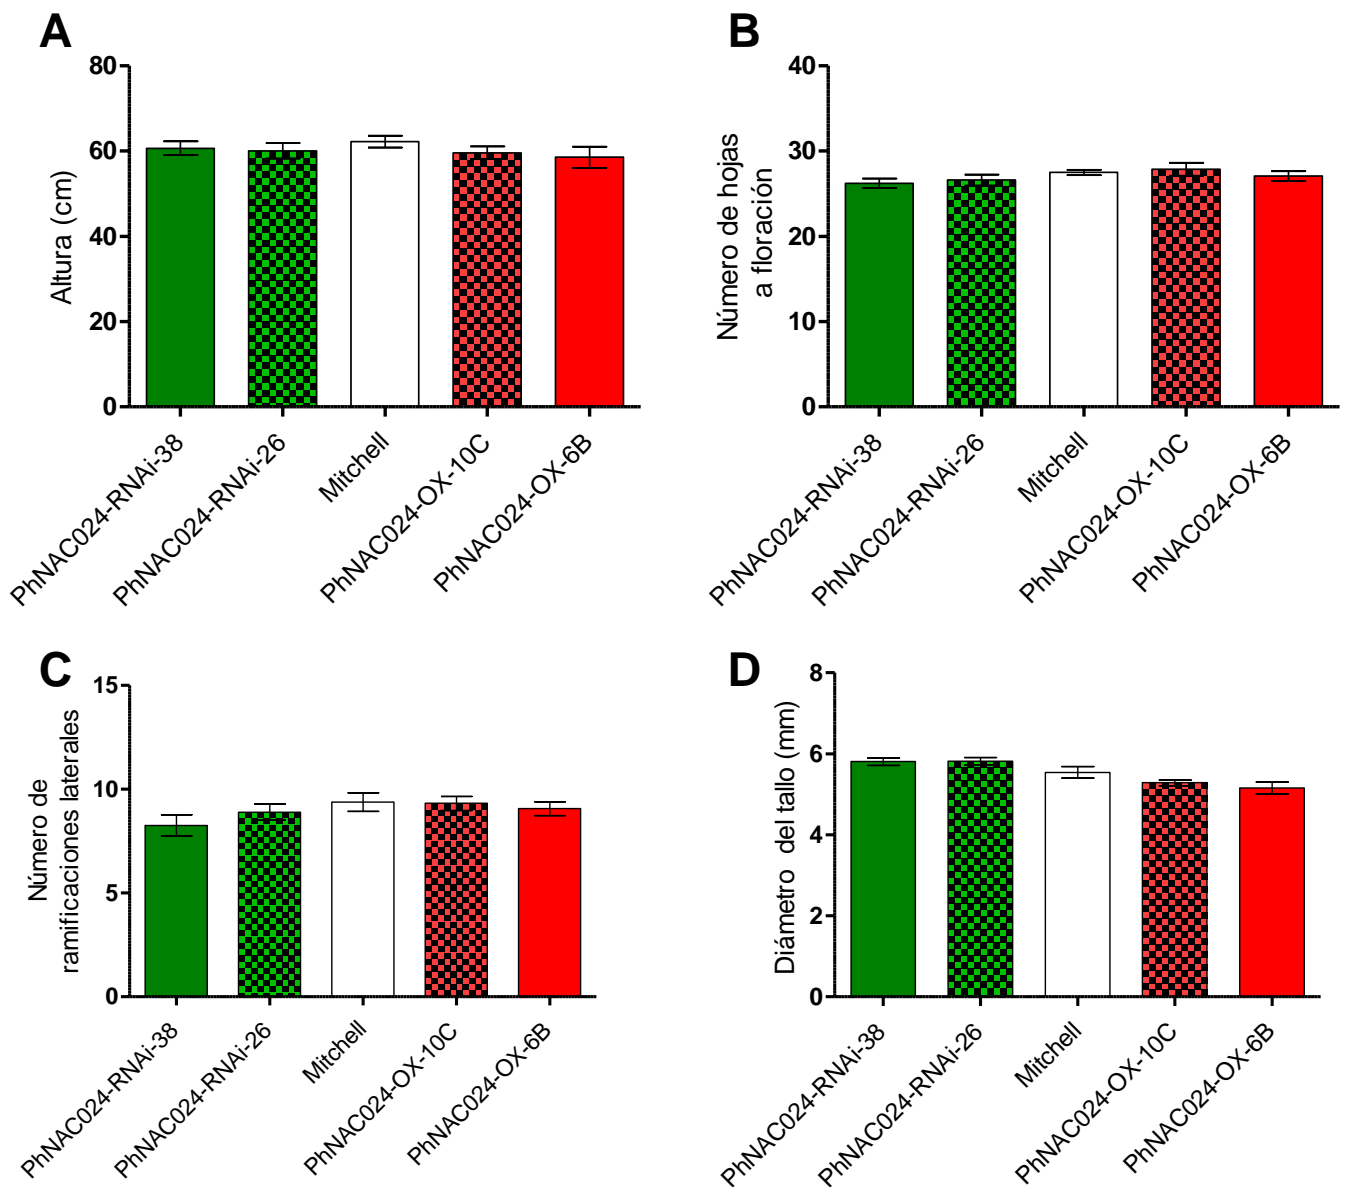 A
Altura (cm)
80
60
40
20
0
PhNAC024-RNAi-38
PhNAC024-RNAi-26
Mitchell
PhNAC024-OX-10C
PhNAC024-OX-6B
B
Número de hojas
a floración
40
30
20
10
0
PhNAC024-RNAi-38
PhNAC024-RNAi-26
Mitchell
PhNAC024-OX-10C
PhNAC024-OX-6B
C
Número de
ramificaciones laterales
15
10
5
0
PhNAC024-RNAi-38
PhNAC024-RNAi-26
Mitchell
PhNAC024-OX-10C
PhNAC024-OX-6B
D
Diámetro del tallo (mm)
8
6
4
2
0
PhNAC024-RNAi-38
PhNAC024-RNAi-26
Mitchell
PhNAC024-OX-10C
PhNAC024-OX-6B